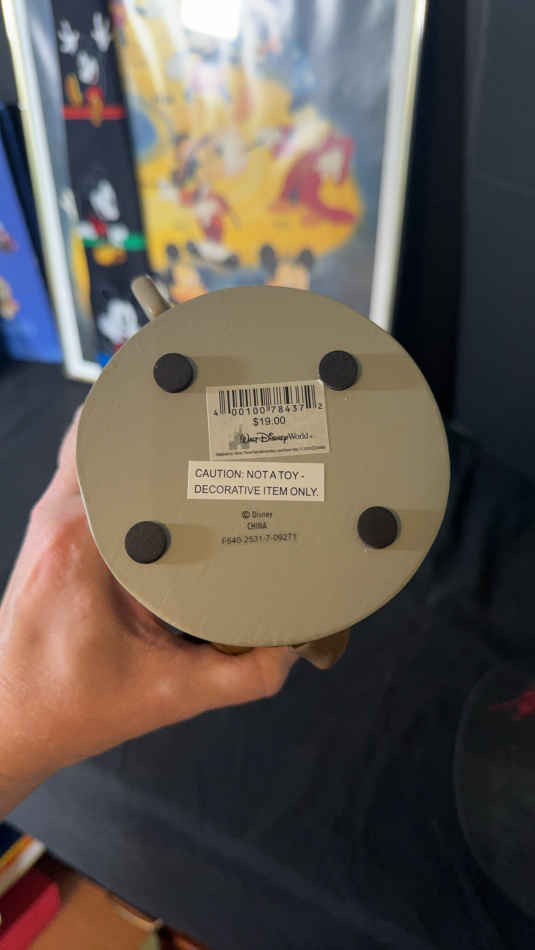 4 00100 78437 2
$19.00
Walt Disney World
CAUTION: NOT A TOY -
DECORATIVE ITEM ONLY.
© Disney
CHINA
F640-2531-7-09271